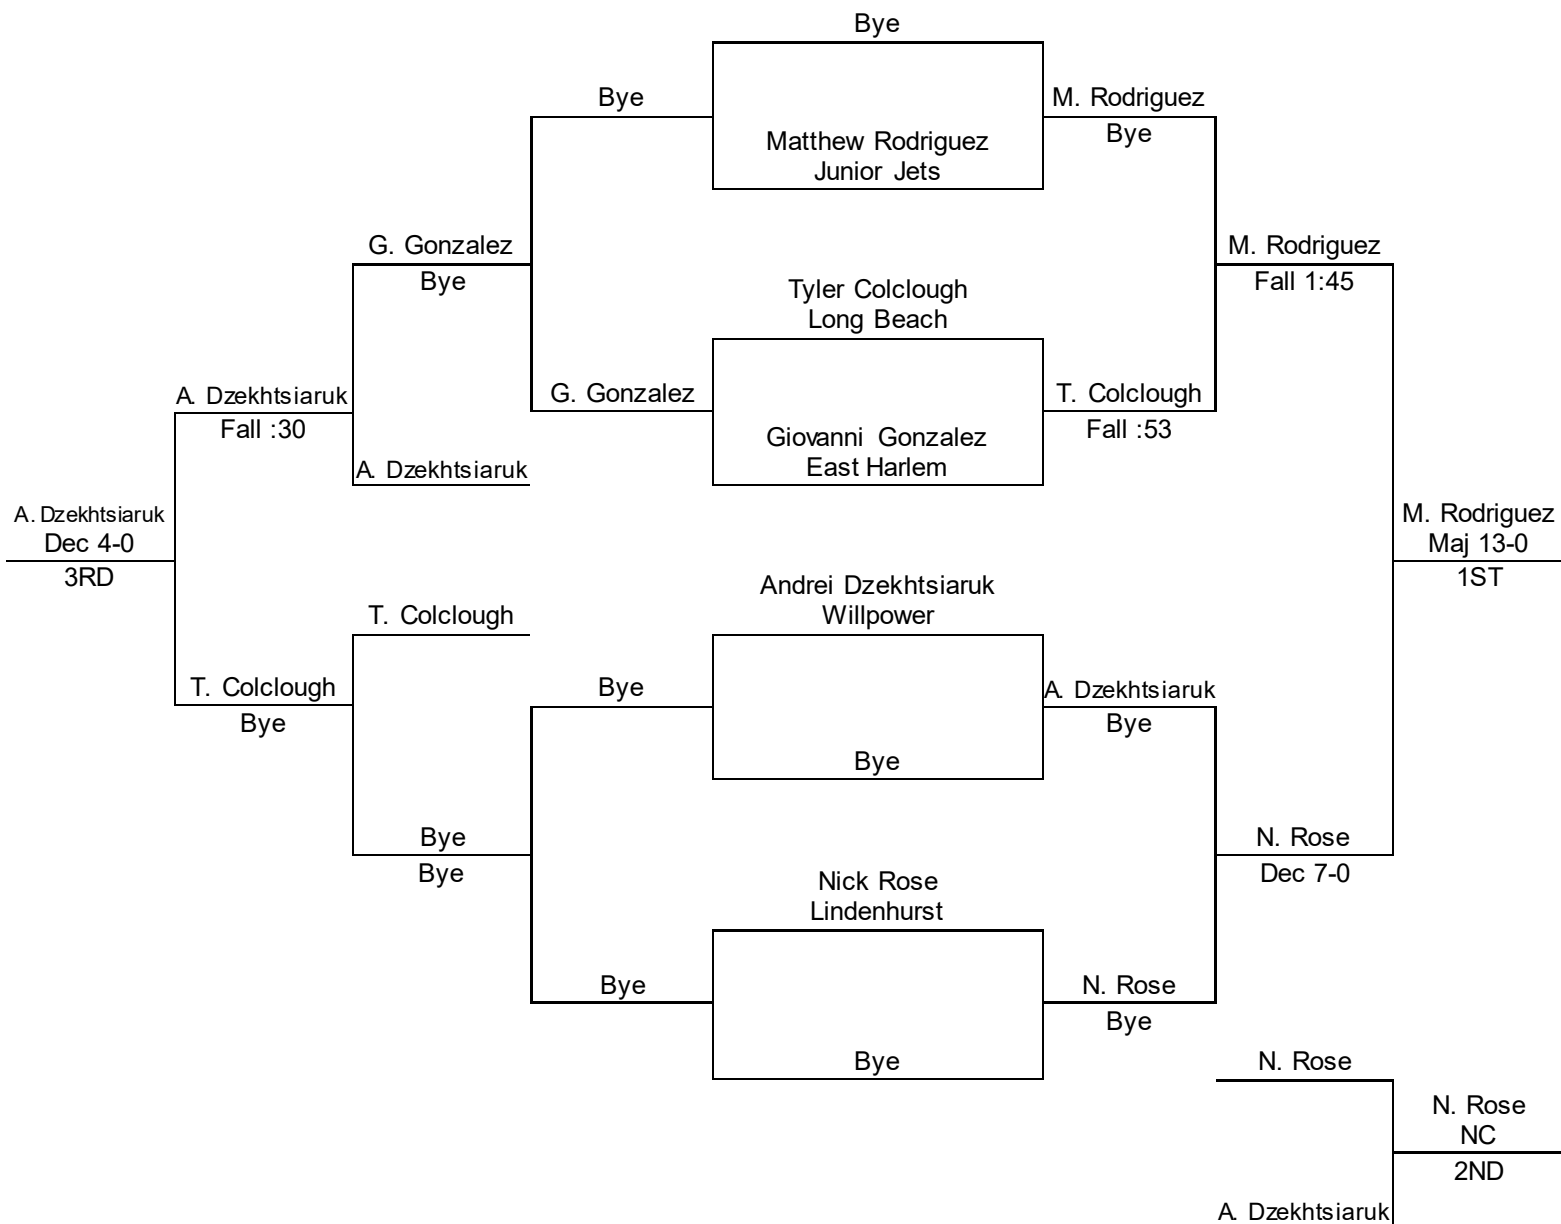 Bye
Bye
M. Rodriguez
Bye
Matthew Rodriguez
Junior Jets
G. Gonzalez
Bye
M. Rodriguez
Fall 1:45
Tyler Colclough
Long Beach
A. Dzekhtsiaruk
Fall :30
G. Gonzalez
T. Colclough
Fall :53
Giovanni Gonzalez
East Harlem
A. Dzekhtsiaruk
A. Dzekhtsiaruk
Dec 4-0
3RD
M. Rodriguez
Maj 13-0
1ST
Andrei Dzekhtsiaruk
Willpower
T. Colclough
T. Colclough
Bye
Bye
A. Dzekhtsiaruk
Bye
Bye
Bye
Bye
N. Rose
Dec 7-0
Nick Rose
Lindenhurst
Bye
N. Rose
Bye
Bye
N. Rose
N. Rose
NC
2ND
A. Dzekhtsiaruk